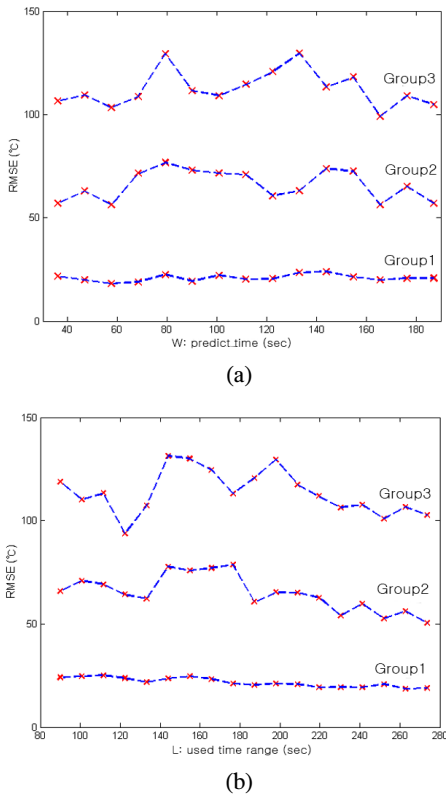 150
100
50
0
RMSE (℃)
Group3
Group2
Group1
40 60 80 100 120 140 160 180
W: predict_time (sec)
(a)
150
100
50
0
RMSE (℃)
Group3
Group2
Group1
80 100 120 140 160 180 200 220 240 260 280
L: used time range (sec)
(b)